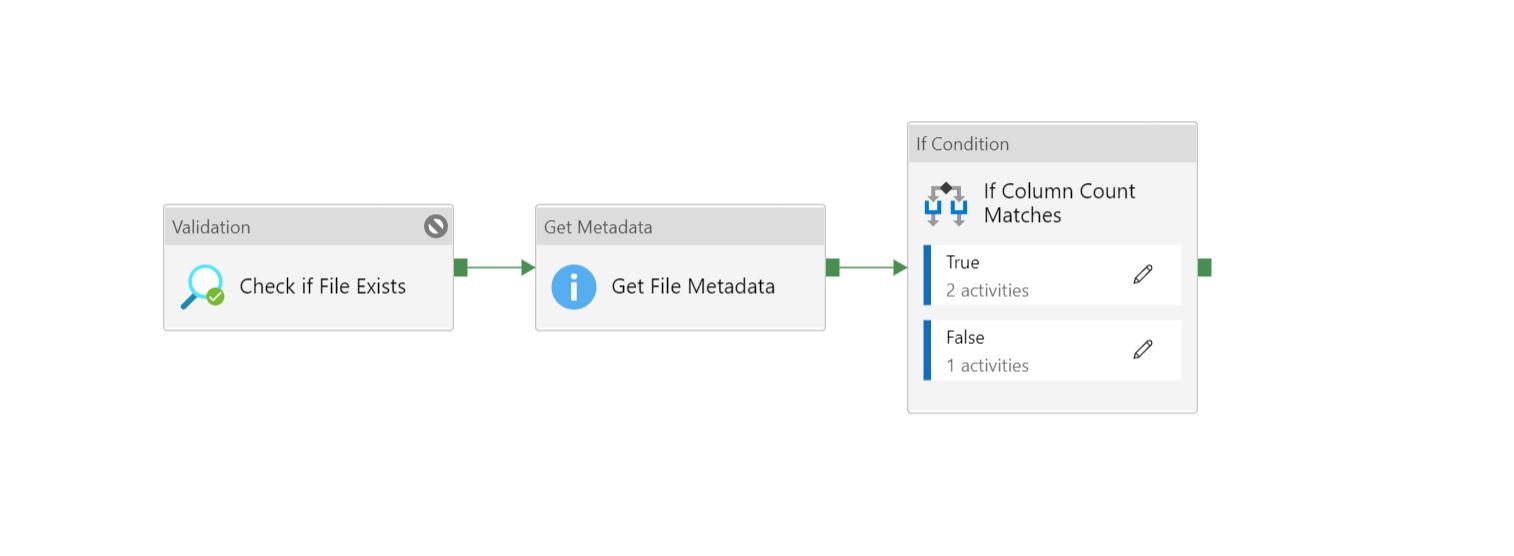 Validation
Check if File Exists
Get Metadata
Get File Metadata
If Condition
If Column Count
Matches
True
2 activities
False
1 activities